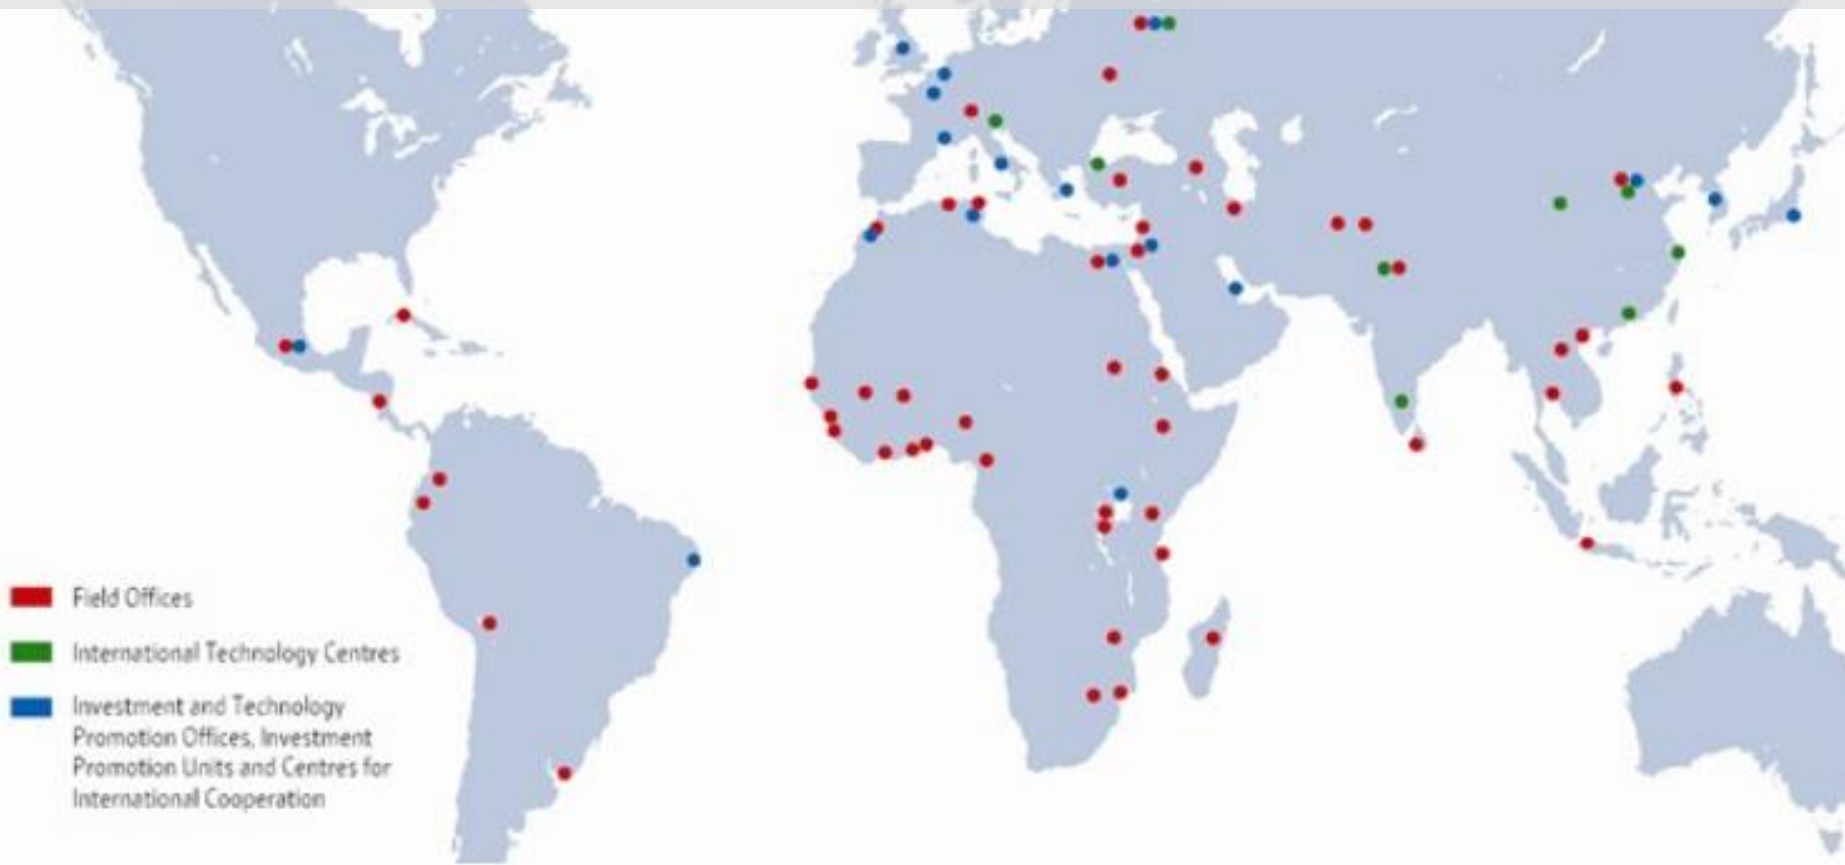 Field Offices
International Technology Centres
Investment and Technology
Promotion Offices, Investment
Promotion Units and Centres for
International Cooperation